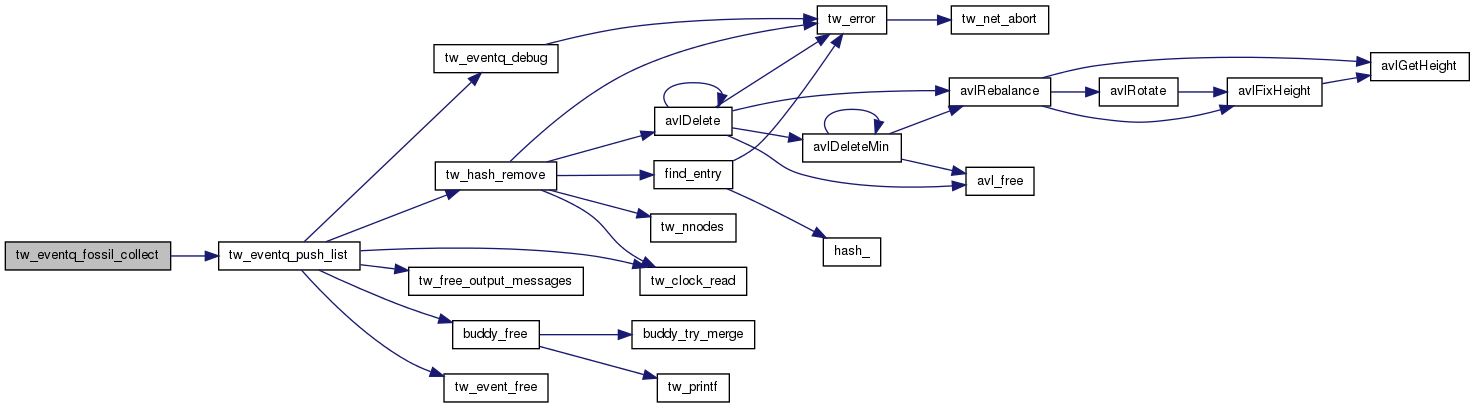 tw_eventq_fossil_collect
tw_eventq_push_list
tw_eventq_debug
tw_hash_remove
tw_free_output_messages
buddy_free
tw_event_free
avlDelete
find_entry
tw_nnodes
tw_clock_read
buddy_try_merge
tw_printf
tw_error
avlDeleteMin
hash_
tw_net_abort
avlRebalance
avl_free
avlRotate
avlFixHeight
avlGetHeight